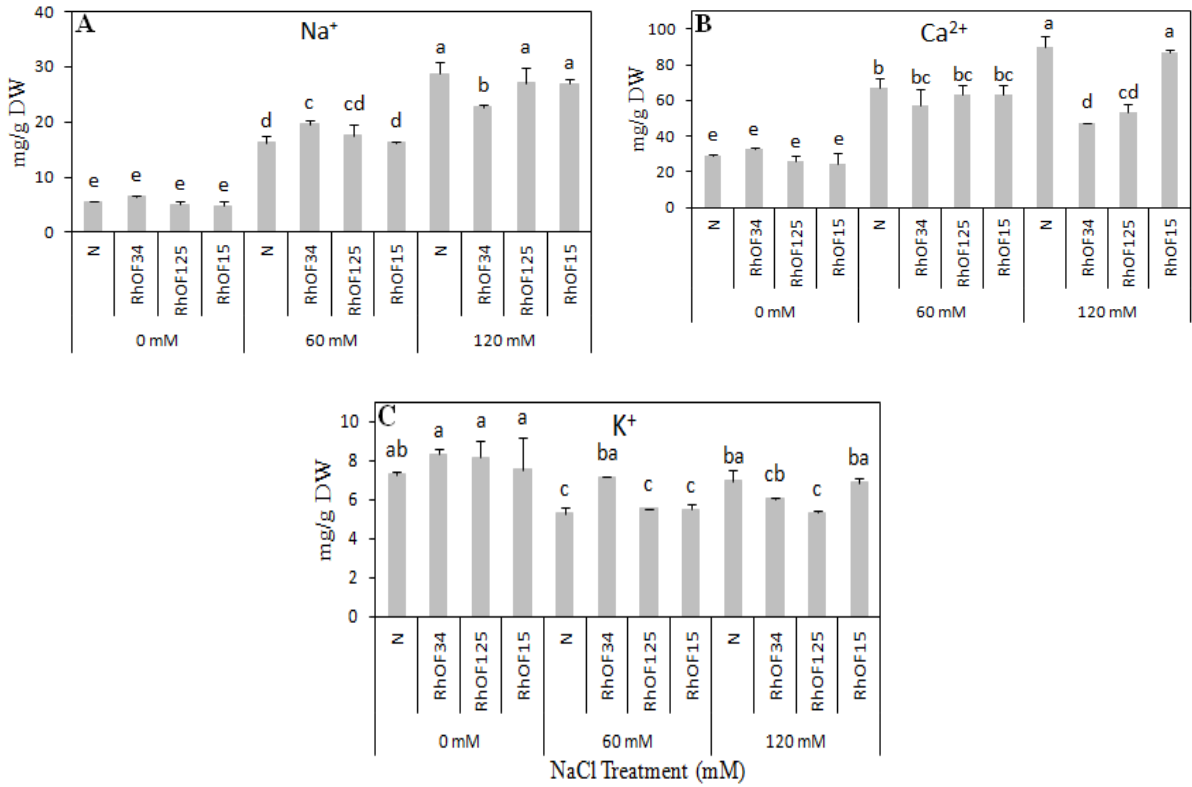 A
Na⁺
mg/g DW
40
30
20
10
0
e e e e d c cd d a b a a
N RhOF34 RhOF125 RhOF15 N RhOF34 RhOF125 RhOF15 N RhOF34 RhOF125 RhOF15
0 mM 60 mM 120 mM
B
Ca²⁺
mg/g DW
100
80
60
40
20
0
e e e e b bc bc bc a d cd a
N RhOF34 RhOF125 RhOF15 N RhOF34 RhOF125 RhOF15 N RhOF34 RhOF125 RhOF15
0 mM 60 mM 120 mM
C
K⁺
mg/g DW
10
8
6
4
2
0
ab a a a c ba c c ba cb c ba
N RhOF34 RhOF125 RhOF15 N RhOF34 RhOF125 RhOF15 N RhOF34 RhOF125 RhOF15
0 mM 60 mM 120 mM
NaCl Treatment (mM)